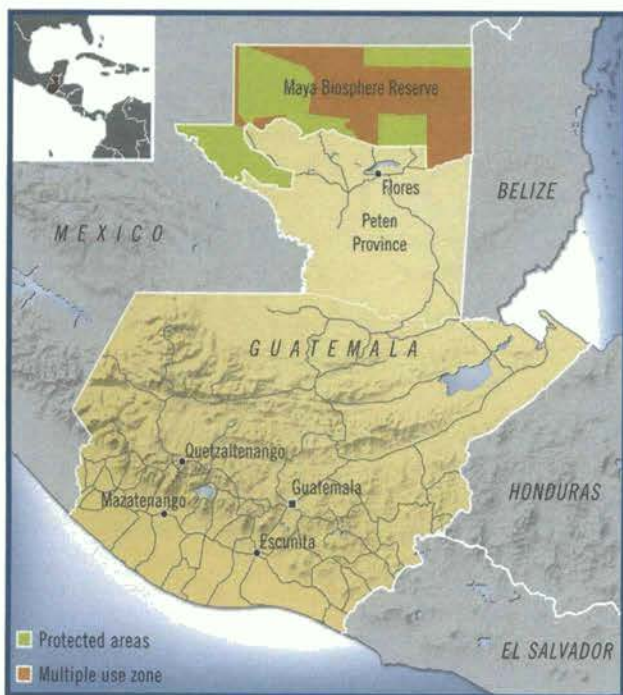 Maya Biosphere Reserve
Flores
BELIZE
MEXICO
Peten
Province
GUATEMALA
Quetzaltenango
Guatemala
HONDURAS
Mazatenango
Escunita
Protected areas
EL SALVADOR
Multiple use zone